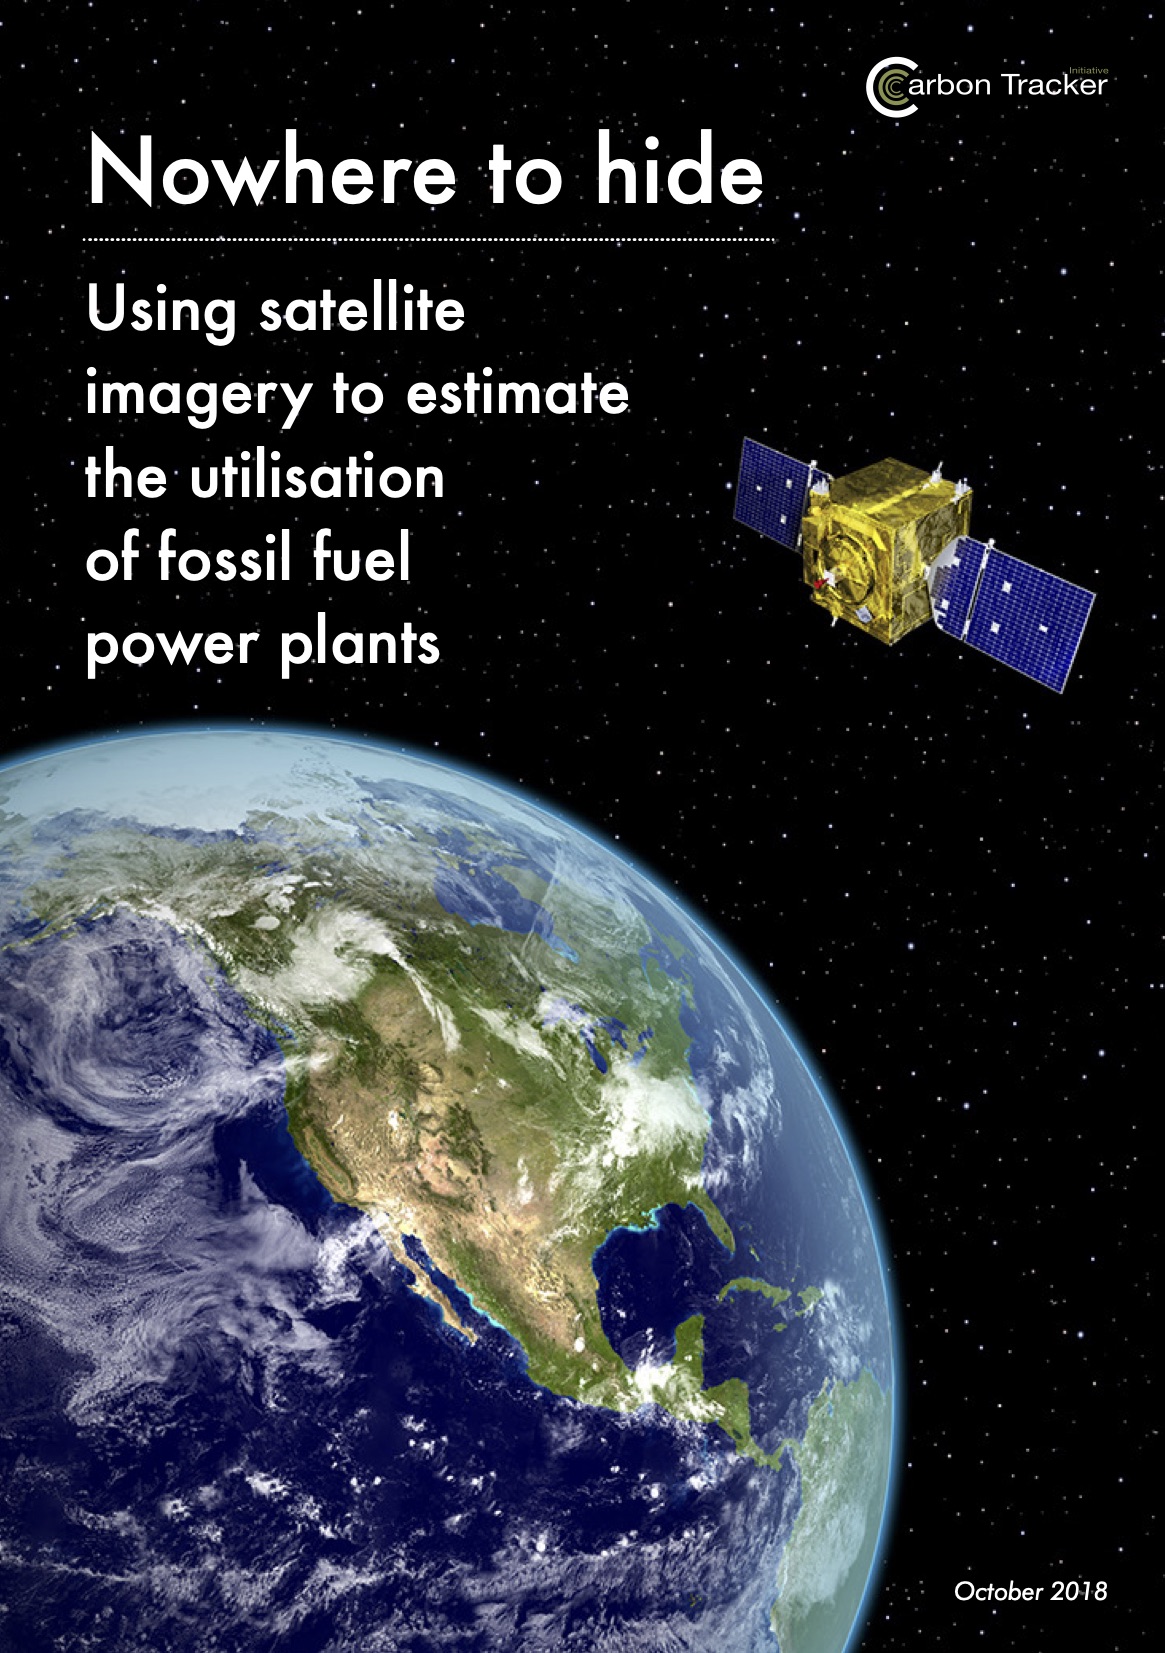 Carbon Tracker
Initiative
Nowhere to hide
Using satellite
imagery to estimate
the utilisation
of fossil fuel
power plants
October 2018